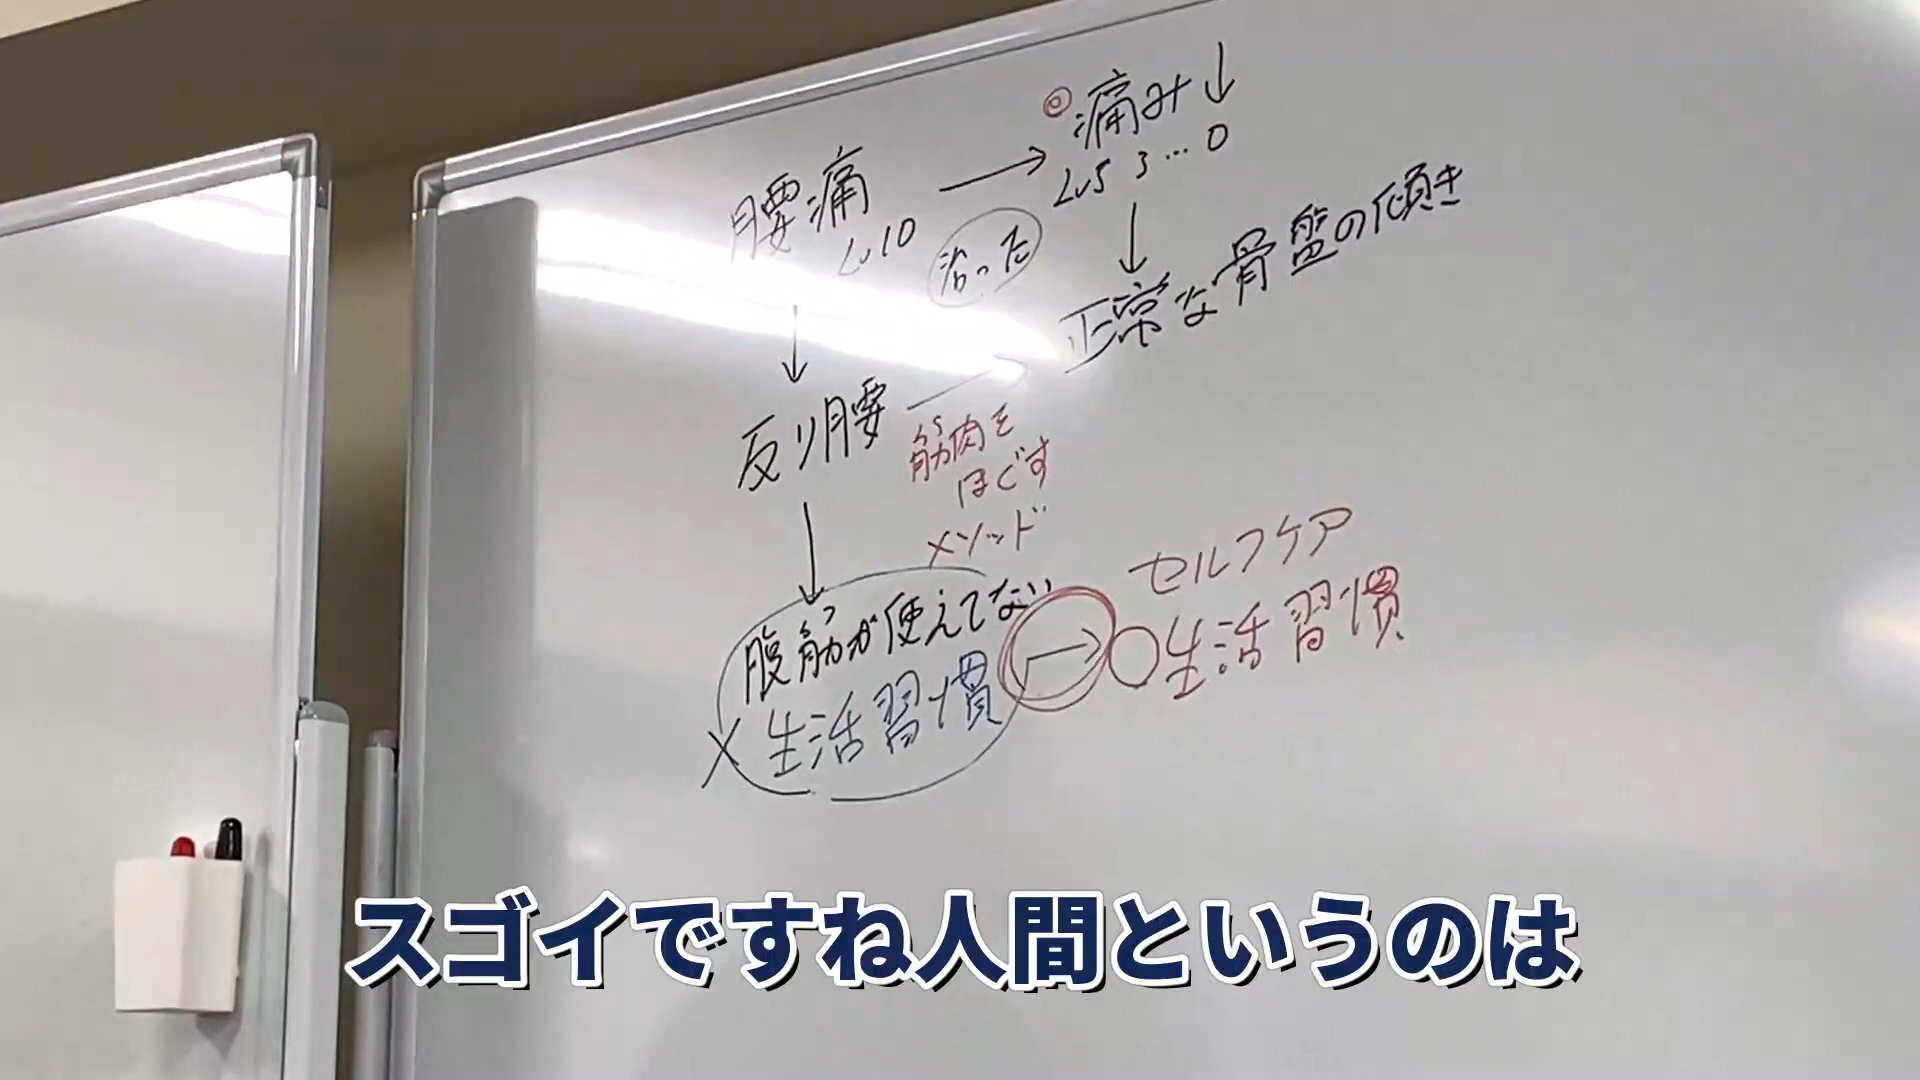 腰痛
Lv10
治った
◎痛み↓
Lv5 3…0
正常な骨盤の傾き
反り腰
筋肉を
ほぐす
メソッド
腹筋が使えてない
×生活習慣
セルフケア
○生活習慣
スゴイですね人間というのは